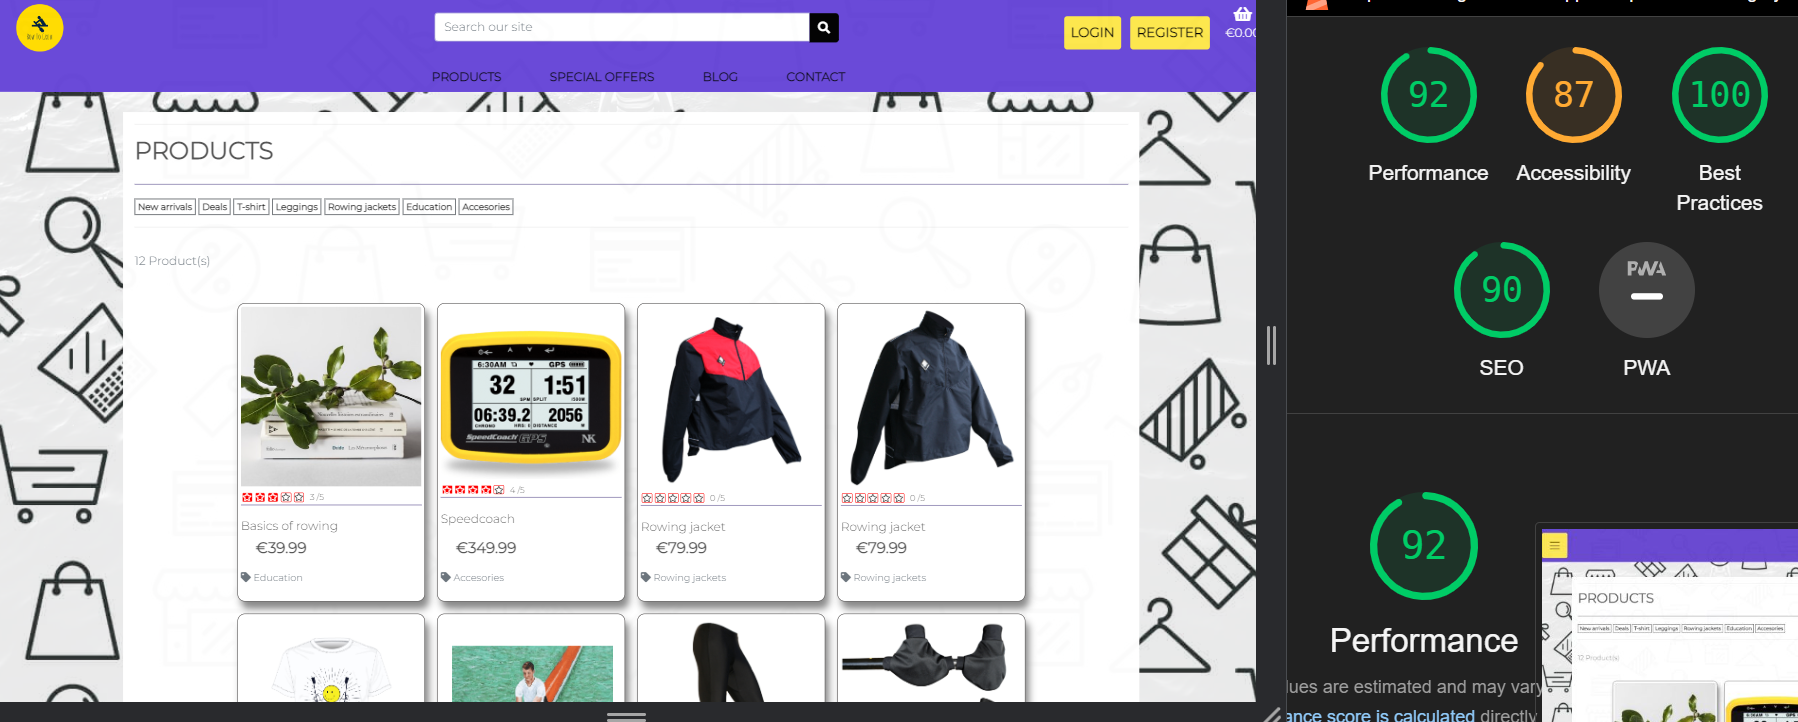 Search our site
LOGIN
REGISTER
€0.00
PRODUCTS
SPECIAL OFFERS
BLOG
CONTACT
PRODUCTS
New arrivals
Deals
T-shirt
Leggings
Rowing jackets
Education
Accesories
12 Product(s)
3 /5
Basics of rowing
€39.99
Education
6:30AM
GPS
32
1:51
SPM
SPLIT
/500M
06:39.2
2056
CHRONO
HRS:
DISTANCE
SpeedCoach GPS
NK
4 /5
Speedcoach
€349.99
Accesories
0 /5
Rowing jacket
€79.99
Rowing jackets
0 /5
Rowing jacket
€79.99
Rowing jackets
92
Performance
87
Accessibility
100
Best
Practices
90
SEO
PWA
PWA
92
Performance
lues are estimated and may vary
ance score is calculated directly
PRODUCTS
New arrivals
Deals
T-shirt
Leggings
Rowing jackets
Education
Accesories
12 Product(s)